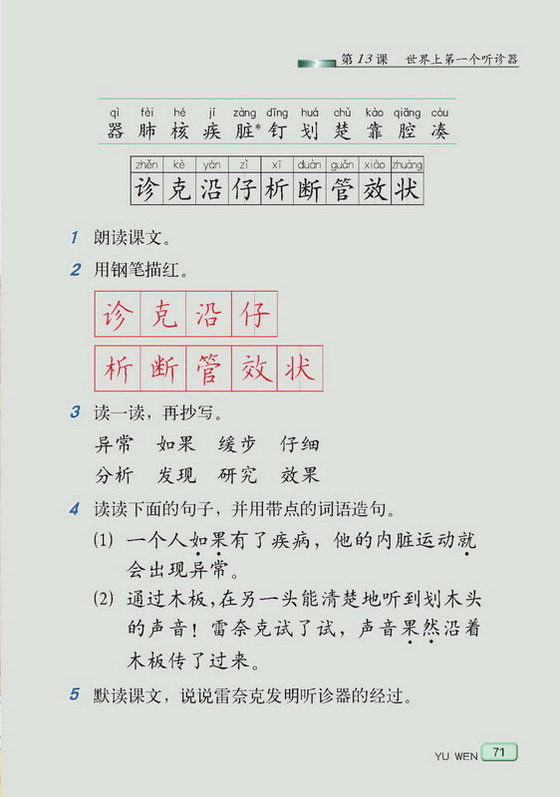 第13课 世界上第一个听诊器
qì fèi hé jí zàng dīng huá chǔ kào qiāng còu
器 肺 核 疾 脏* 钉 划 楚 靠 腔 凑
zhěn kè yán zǐ xī duàn guǎn xiào zhuàng
诊 克 沿 仔 析 断 管 效 状
1 朗读课文。
2 用钢笔描红。
诊 克 沿 仔
析 断 管 效 状
3 读一读，再抄写。
异常 如果 缓步 仔细
分析 发现 研究 效果
4 读读下面的句子，并用带点的词语造句。
(1) 一个人如果有了疾病，他的内脏运动就
会出现异常。
(2) 通过木板，在另一头能清楚地听到划木头
的声音！雷奈克试了试，声音果然沿着
木板传了过来。
5 默读课文，说说雷奈克发明听诊器的经过。
YU WEN 71